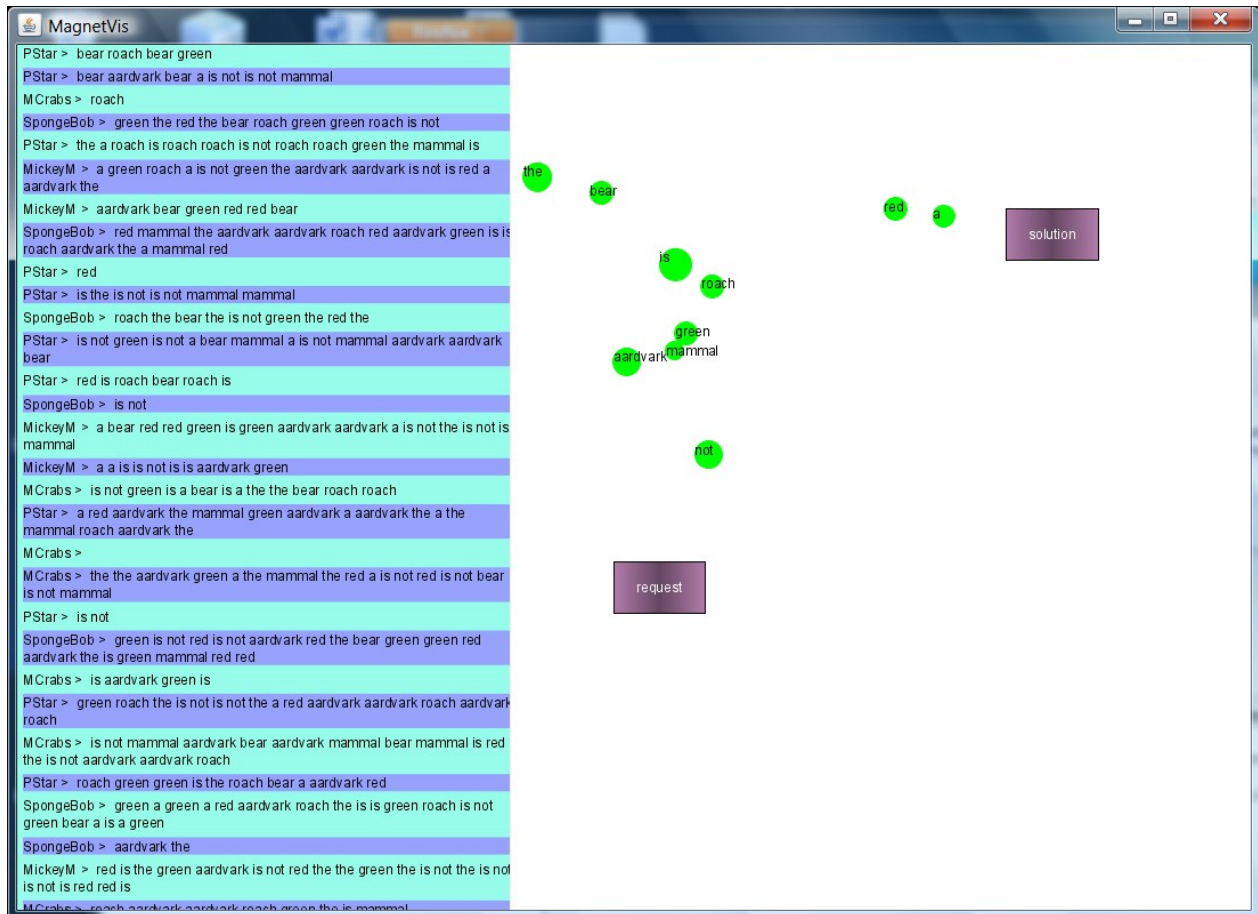 MagnetVis
PStar > bear roach bear green
PStar > bear aardvark bear a is not is not mammal
MCrabs > roach
SpongeBob > green the red the bear roach green green roach is not
PStar > the a roach is roach roach is not roach roach green the mammal is
MickeyM > a green roach a is not green the aardvark aardvark is not is red a
aardvark the
MickeyM > aardvark bear green red red bear
SpongeBob > red mammal the aardvark aardvark roach red aardvark green is is
roach aardvark the a mammal red
PStar > red
PStar > is the is not is not mammal mammal
SpongeBob > roach the bear the is not green the red the
PStar > is not green is not a bear mammal a is not mammal aardvark aardvark
bear
PStar > red is roach bear roach is
SpongeBob > is not
MickeyM > a bear red red green is green aardvark aardvark a is not the is not is
mammal
MickeyM > a a is is not is is aardvark green
MCrabs > is not green is a bear is a the the bear roach roach
PStar > a red aardvark the mammal green aardvark a aardvark the a the
mammal roach aardvark the
MCrabs >
MCrabs > the the aardvark green a the mammal the red a is not red is not bear
is not mammal
PStar > is not
SpongeBob > green is not red is not aardvark red the bear green green red
aardvark the is green mammal red red
MCrabs > is aardvark green is
PStar > green roach the is not is not the a red aardvark aardvark roach aardvark
roach
MCrabs > is not mammal aardvark bear aardvark mammal bear mammal is red
the is not aardvark aardvark roach
PStar > roach green green is the roach bear a aardvark red
SpongeBob > green a green a red aardvark roach the is is green roach is not
green bear a is a green
SpongeBob > aardvark the
MickeyM > red is the green aardvark is not red the the green the is not the is not
is not is red red is
MCrabs > roach aardvark aardvark roach green the is mammal
the
bear
red
a
solution
is
roach
green
mammal
aardvark
not
request